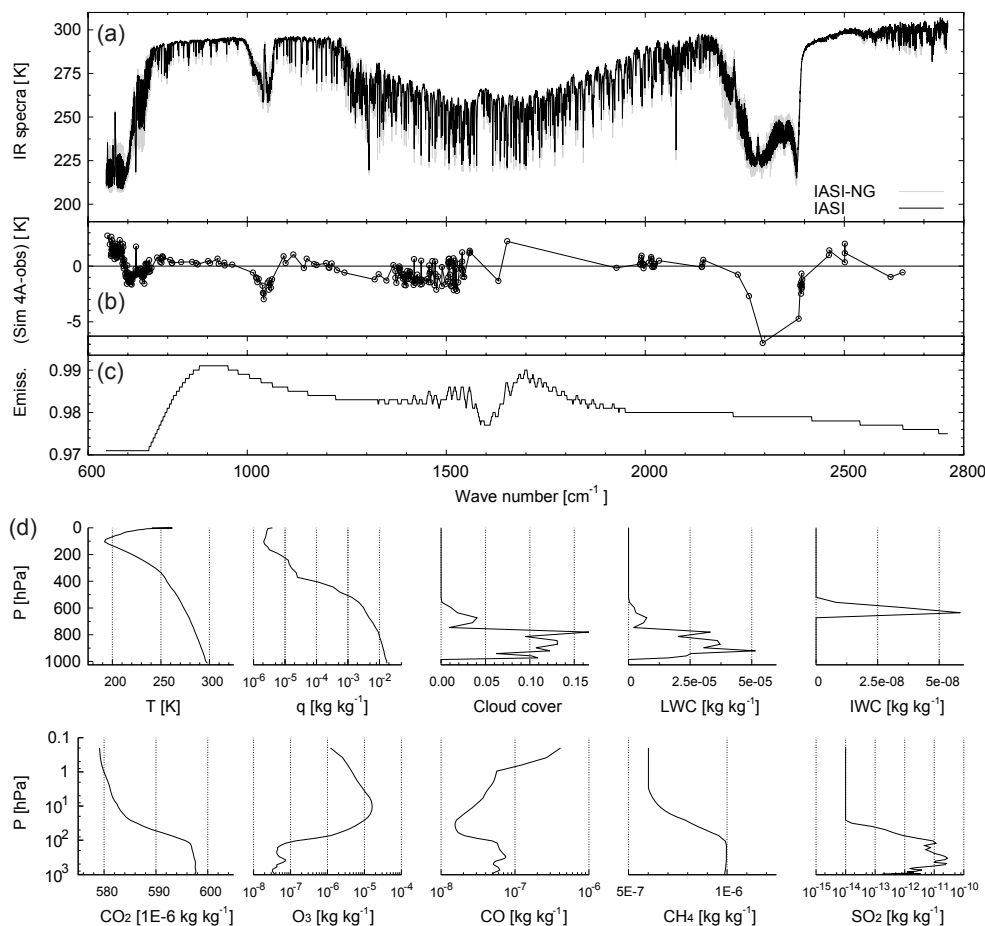 (a)
300
275
250
225
200
IR specra [ K]
IASI-NG
IASI
(b)
0
-5
(Sim 4A-obs) [K]
(c)
0.99
0.98
0.97
Emiss.
600 1000 1500 2000 2500 2800
Wave number [cm-1]
(d)
0
200
400
600
800
1000
P [hPa]
200 250 300
T [K]
10-6 10-5 10-4 10-3 10-2
q [kg kg-1]
0.00 0.05 0.10 0.15
Cloud cover
0 2.5e-05 5e-05
LWC [kg kg-1]
0 2.5e-08 5e-08
IWC [kg kg-1]
0.1
1
101
102
103
P [hPa]
580 590 600
CO2 [1E-6 kg kg-1]
10-8 10-7 10-6 10-5 10-4
O3 [kg kg-1]
10-8 10-7 10-6
CO [kg kg-1]
5E-7 1E-6
CH4 [kg kg-1]
10-15 10-14 10-13 10-12 10-11 10-10
SO2 [kg kg-1]